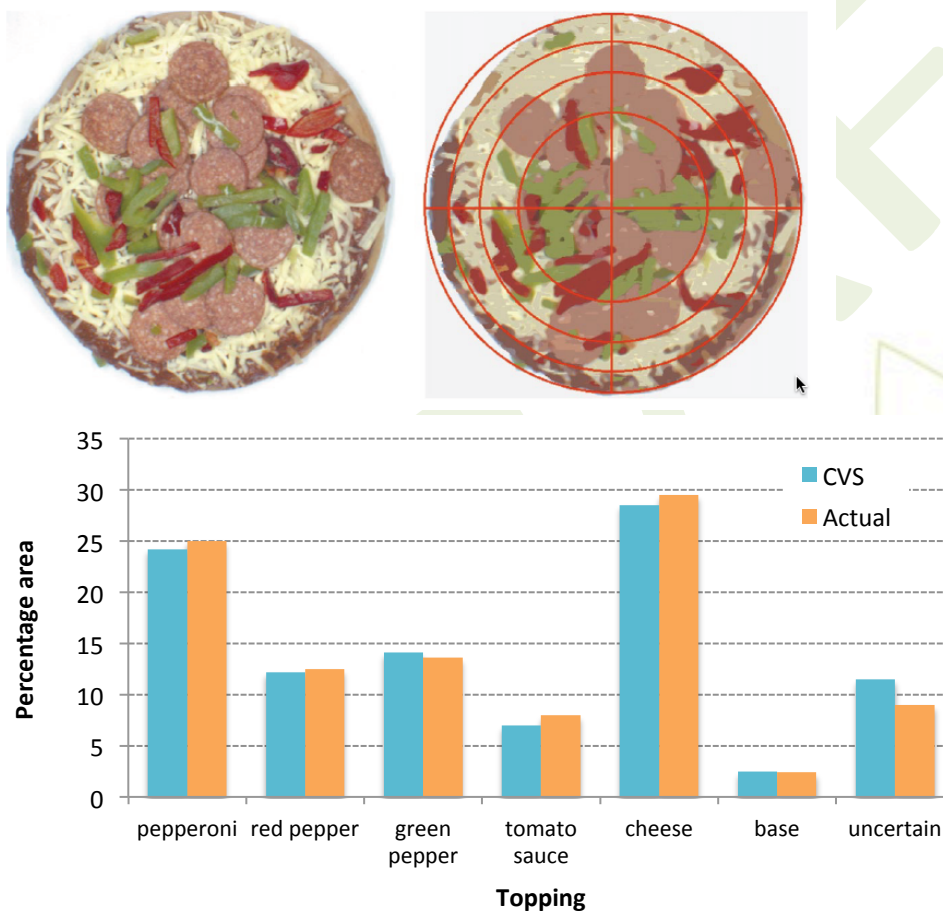 35
30
25
20
15
10
5
0
Percentage area
CVS
Actual
pepperoni red pepper green pepper tomato sauce cheese base uncertain
Topping